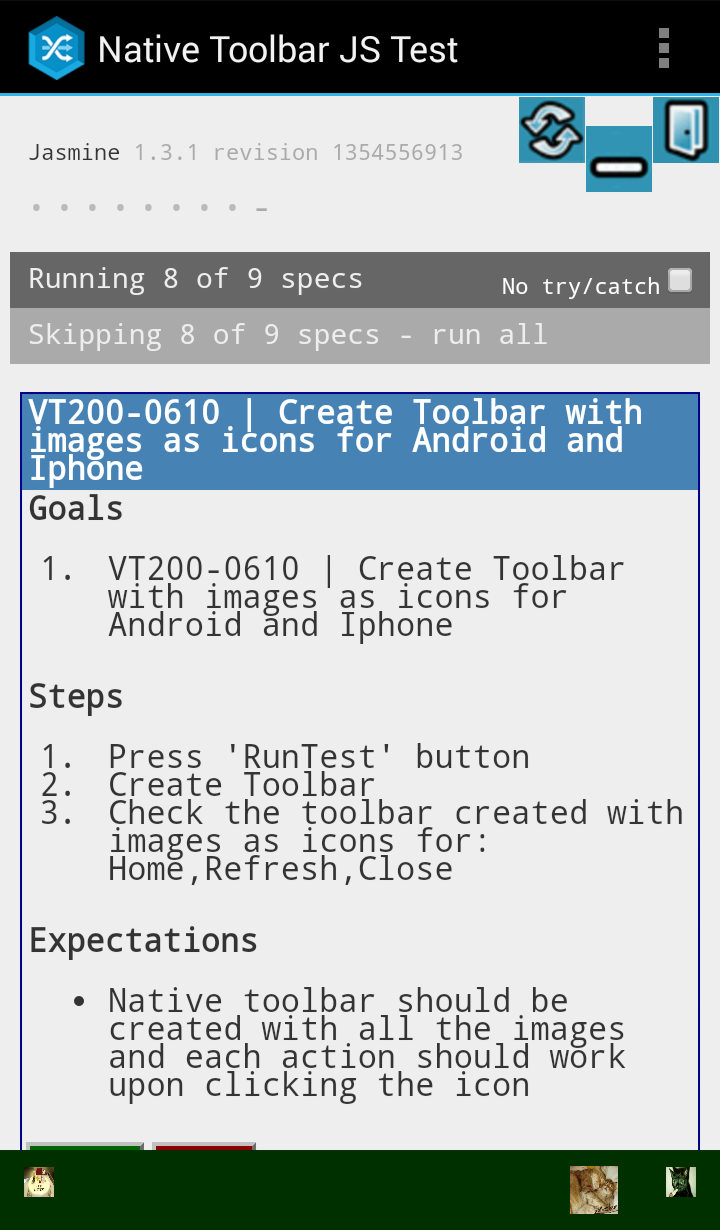 Native Toolbar JS Test
Jasmine 1.3.1 revision 1354556913
Running 8 of 9 specs
No try/catch
Skipping 8 of 9 specs - run all
VT200-0610 | Create Toolbar with
images as icons for Android and
Iphone
Goals
1. VT200-0610 | Create Toolbar
with images as icons for
Android and Iphone
Steps
1. Press 'RunTest' button
2. Create Toolbar
3. Check the toolbar created with
images as icons for:
Home,Refresh,Close
Expectations
• Native toolbar should be
created with all the images
and each action should work
upon clicking the icon